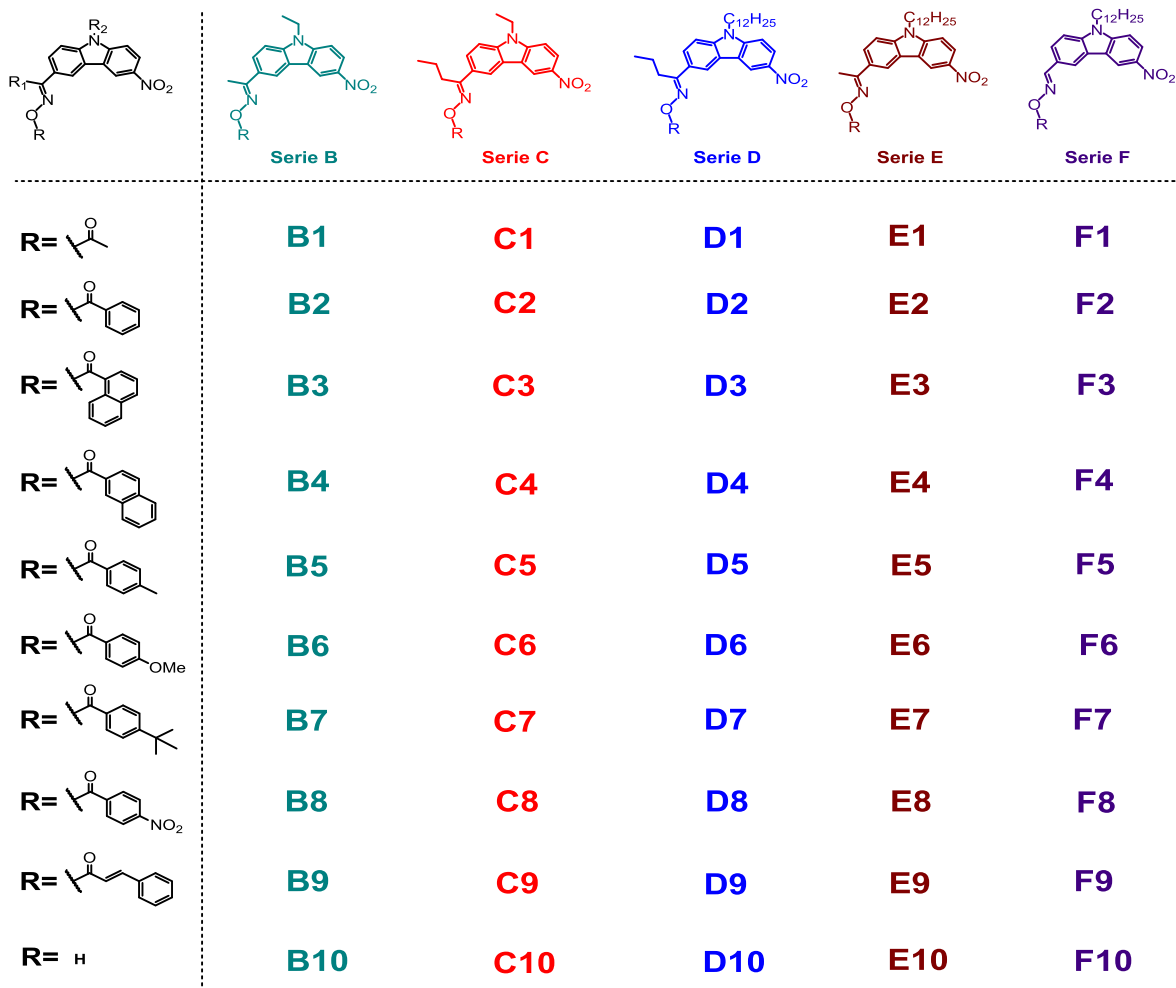 R2
N
R1
N
NO2
O
R
N
NO2
N
O
R
Serie B
N
NO2
N
O
R
Serie C
C12H25
N
NO2
N
O
R
Serie D
C12H25
N
NO2
N
O
R
Serie E
C12H25
N
NO2
N
O
R
Serie F
R= O
B1 C1 D1 E1 F1
R= O
B2 C2 D2 E2 F2
R= O
B3 C3 D3 E3 F3
R= O
B4 C4 D4 E4 F4
R= O
B5 C5 D5 E5 F5
R= O
OMe
B6 C6 D6 E6 F6
R= O
B7 C7 D7 E7 F7
R= O
NO2
B8 C8 D8 E8 F8
R= O
B9 C9 D9 E9 F9
R= H
B10 C10 D10 E10 F10